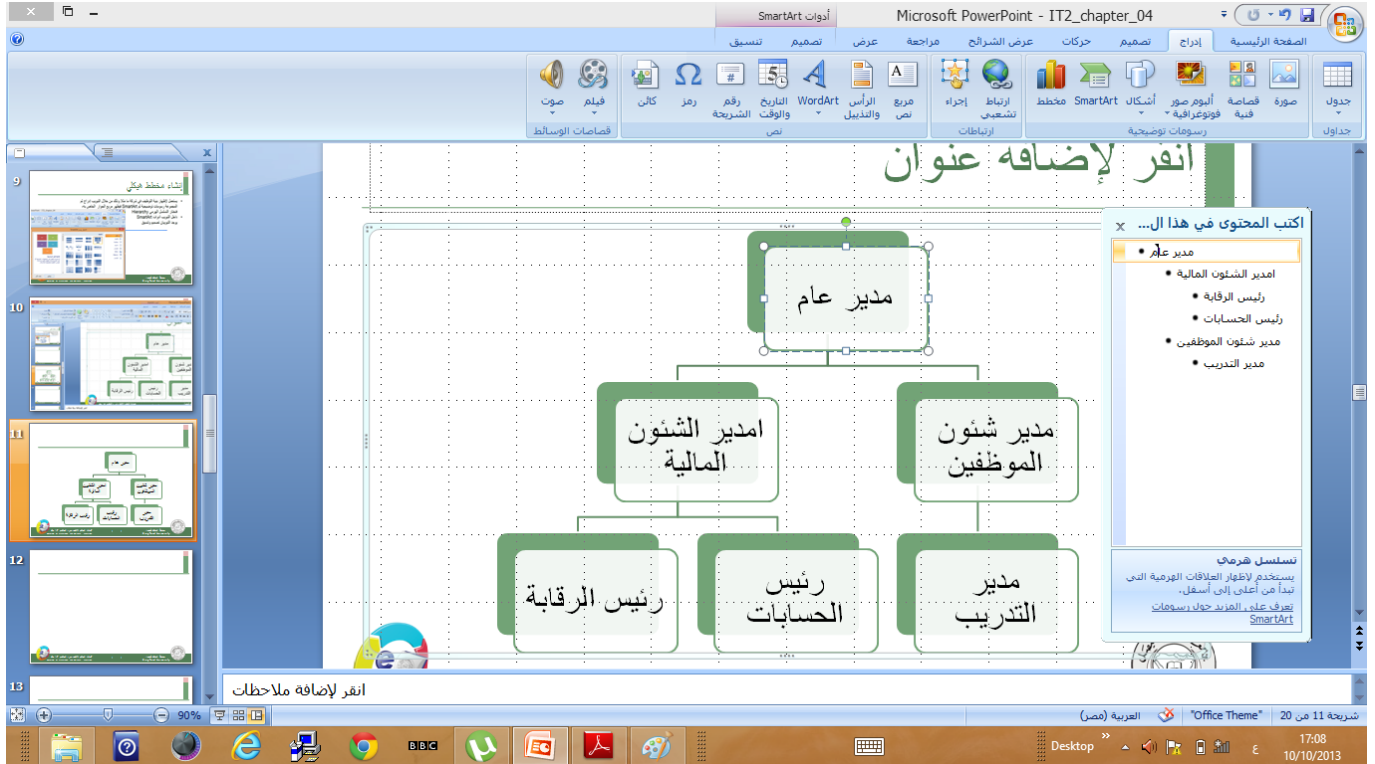 Microsoft PowerPoint - IT2_chapter_04
أدوات SmartArt
الصفحة الرئيسية
إدراج
تصميم
حركات
عرض الشرائح
مراجعة
عرض
تصميم
تنسيق
جدول
صورة
قصاصة فنية
ألبوم صور فوتوغرافية
أشكال
SmartArt
مخطط
ارتباط تشعبي
إجراء
مربع نص
الرأس والتذييل
WordArt
التاريخ والوقت
رقم الشريحة
رمز
كائن
فيلم
صوت
جداول
رسومات توضيحية
ارتباطات
نص
قصاصات الوسائط
9
إنشاء مخطط هيكلي
10
11
12
13
انقر لإضافة عنوان
مدير عام
امدير الشئون
المالية
مدير شئون
الموظفين
رئيس الرقابة
رئيس
الحسابات
مدير
التدريب
اكتب المحتوى في هذا ال...
مدير عام
امدير الشئون المالية
رئيس الرقابة
رئيس الحسابات
مدير شئون الموظفين
مدير التدريب
تسلسل هرمي
يستخدم لإظهار العلاقات الهرمية التي
تبدأ من أعلى إلى أسفل.
تعرف على المزيد حول رسومات
SmartArt
انقر لإضافة ملاحظات
شريحة 11 من 20
"Office Theme"
العربية (مصر)
90%
BBC
Desktop
ع
17:08
10/10/2013